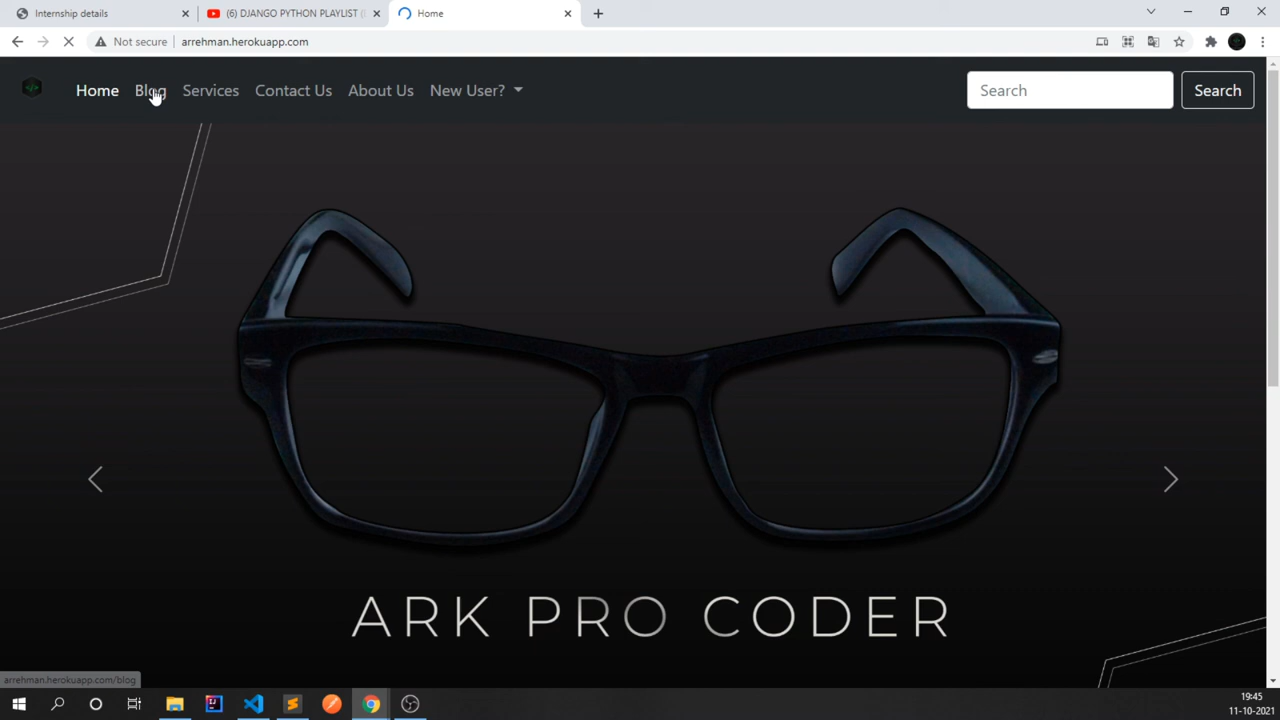 Internship details
(6) DJANGO PYTHON PLAYLIST (
Home
Not secure
arrehman.herokuapp.com
Home
Blog
Services
Contact Us
About Us
New User?
Search
Search
ARK PRO CODER
arrehman.herokuapp.com/blog
19:45
11-10-2021